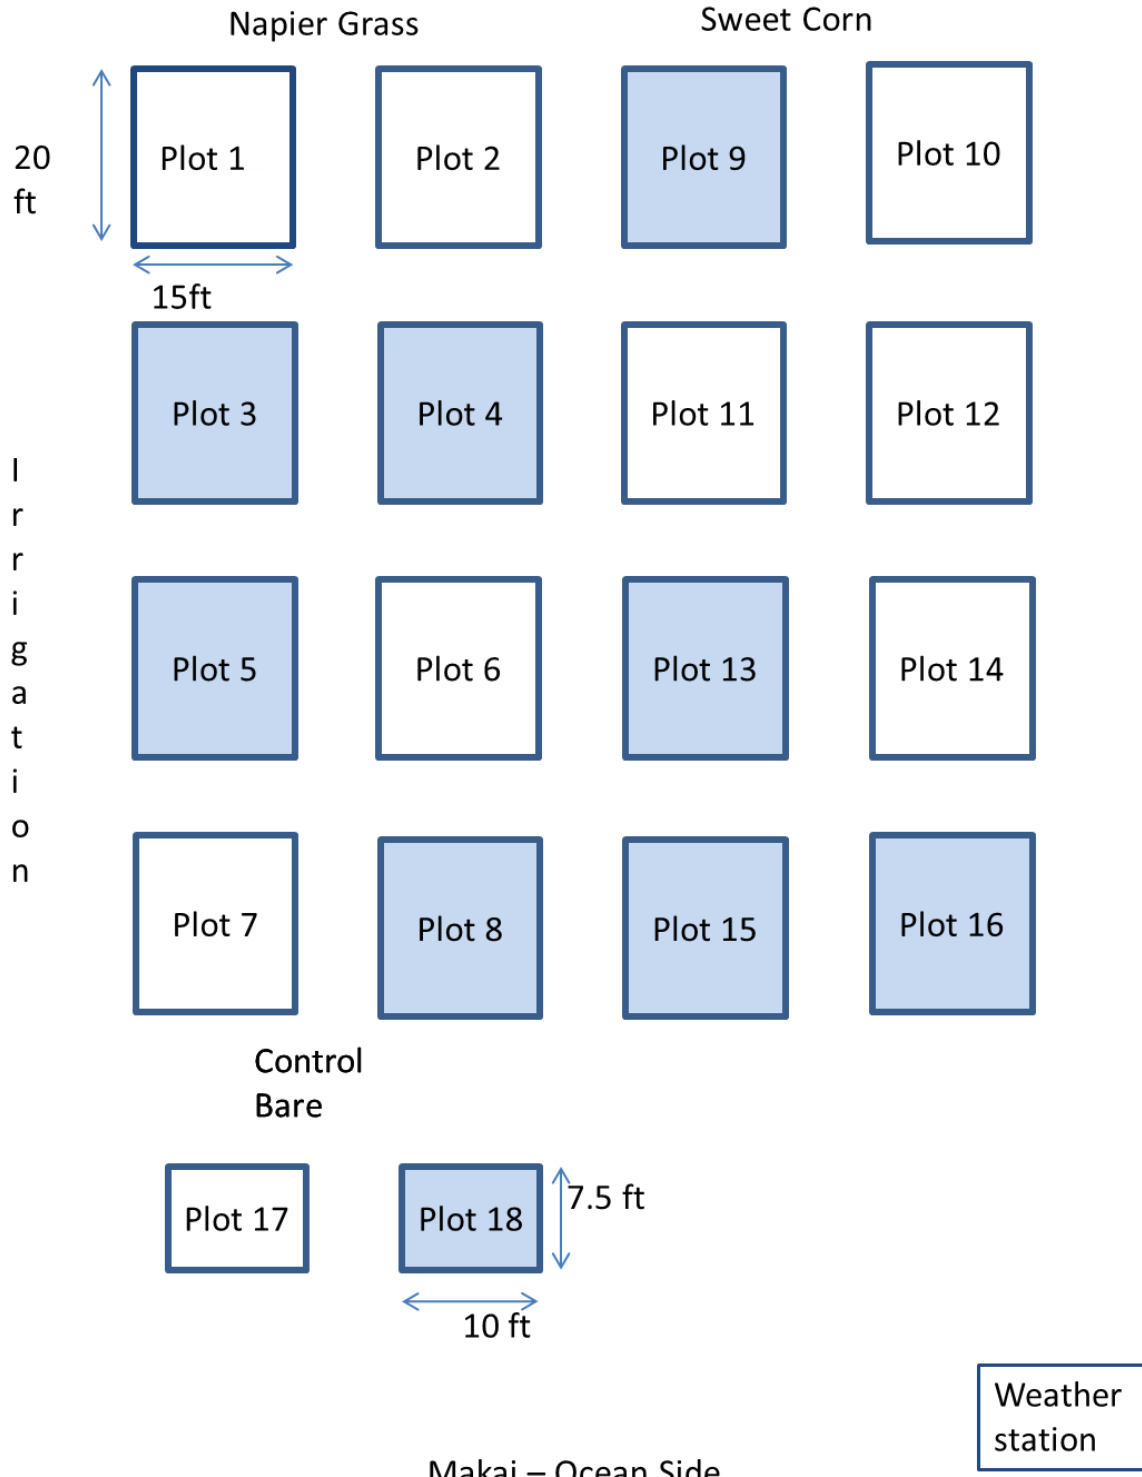 Napier Grass
Sweet Corn
20
ft
Plot 1
Plot 2
Plot 9
Plot 10
15ft
Plot 3
Plot 4
Plot 11
Plot 12
Irrigation
Plot 5
Plot 6
Plot 13
Plot 14
Plot 7
Plot 8
Plot 15
Plot 16
Control
Bare
Plot 17
Plot 18
7.5 ft
10 ft
Weather
station
Makai – Ocean Side